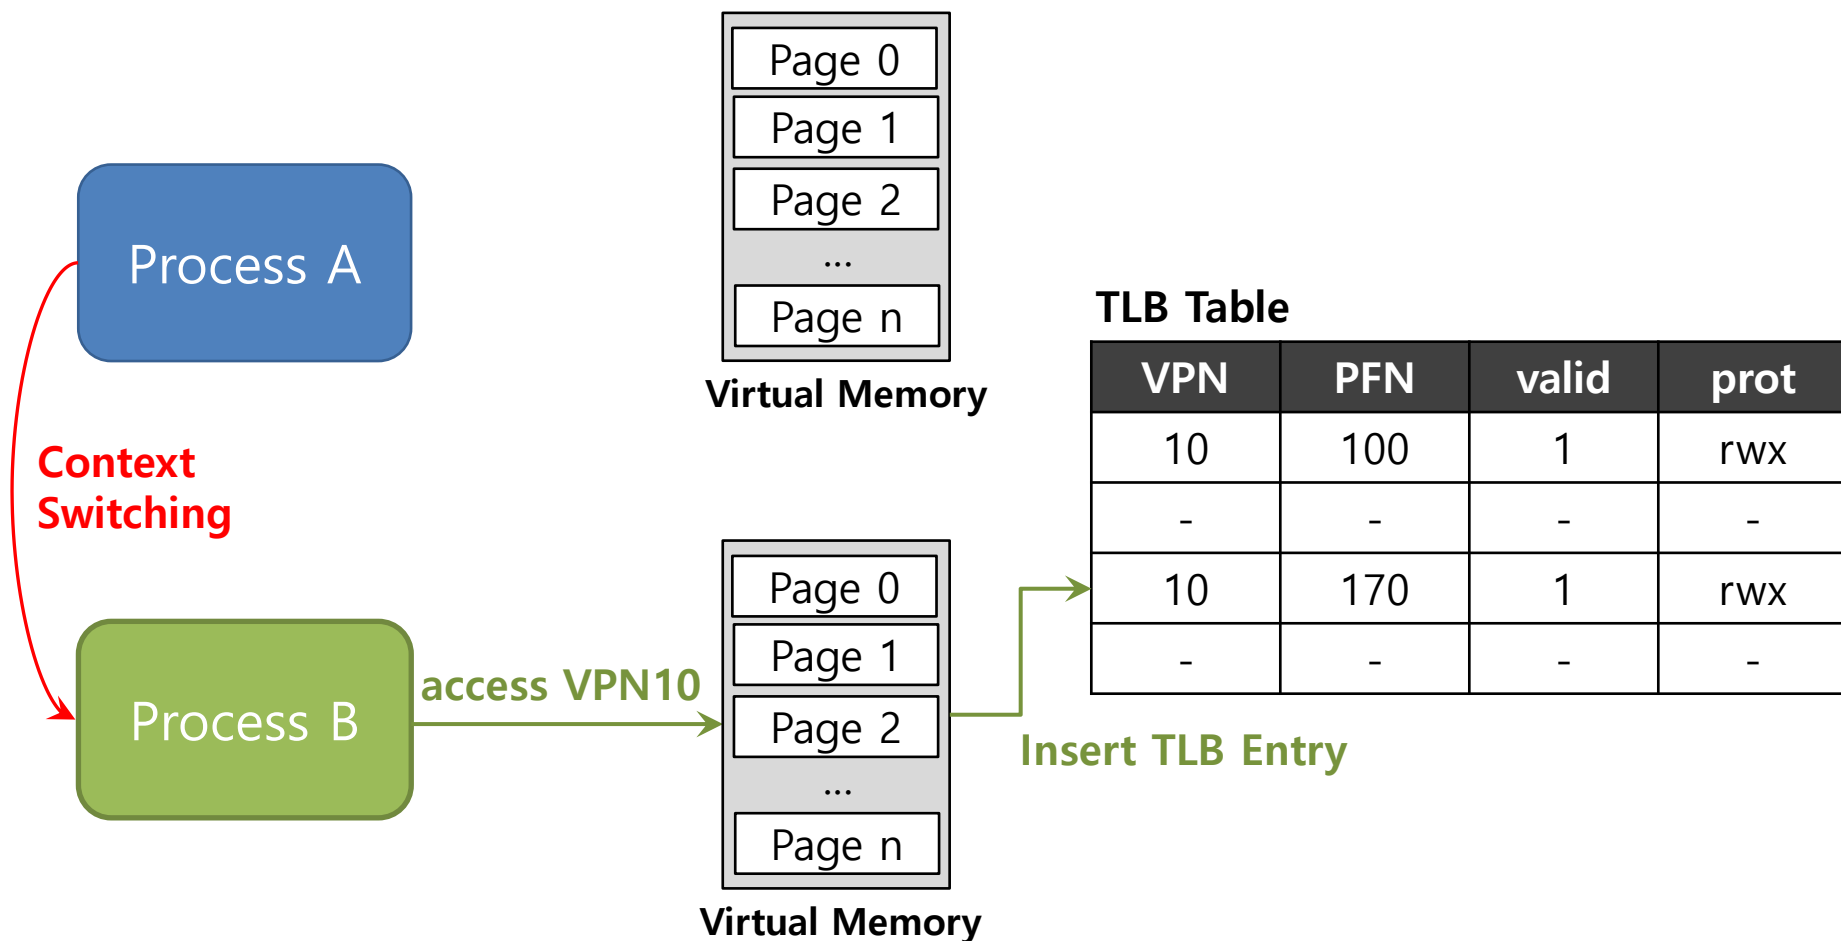 Page 0
Page 1
Page 2
...
Page n
Virtual Memory
Process A
Context
Switching
Process B
access VPN10
Page 0
Page 1
Page 2
...
Page n
Virtual Memory
Insert TLB Entry
TLB Table
VPN PFN valid prot
10 100 1 rwx
- - - -
10 170 1 rwx
- - - -